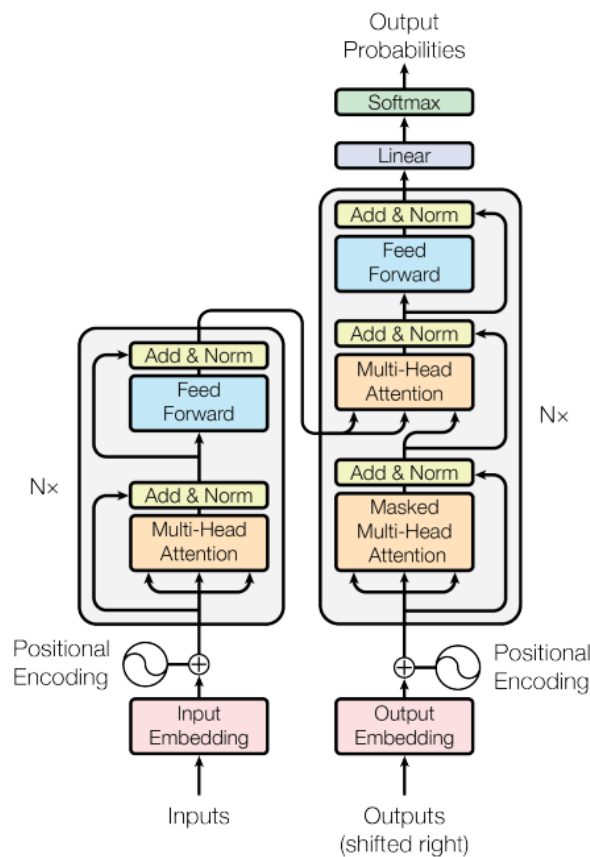 Output
Probabilities
Softmax
Linear
Add & Norm
Feed
Forward
Add & Norm
Multi-Head
Attention
Add & Norm
Masked
Multi-Head
Attention
N×
Add & Norm
Feed
Forward
Add & Norm
Multi-Head
Attention
N×
Positional
Encoding
Positional
Encoding
Input
Embedding
Output
Embedding
Inputs
Outputs
(shifted right)